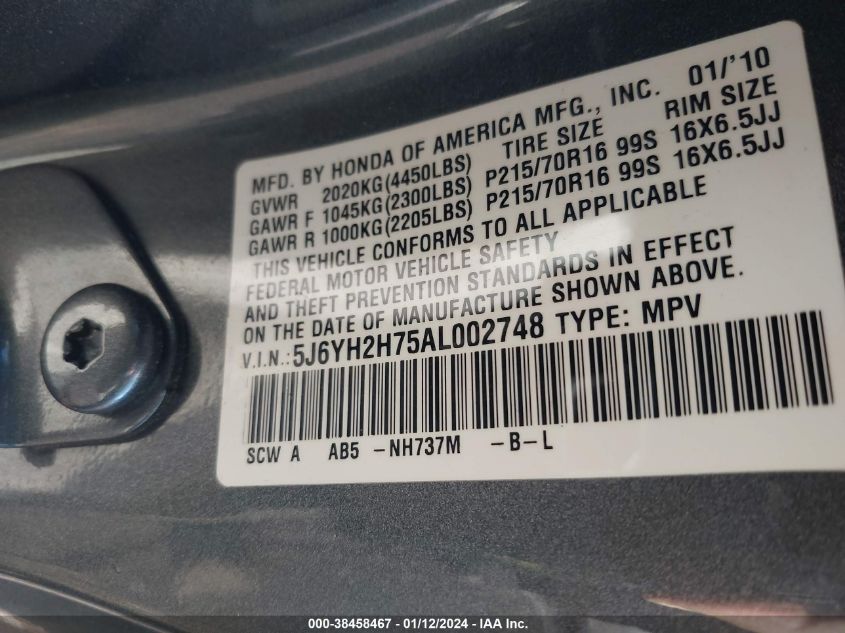 MFD. BY HONDA OF AMERICA MFG., INC. 01/'10
GVWR 2020KG(4450LBS) TIRE SIZE RIM SIZE
GAWR F 1045KG(2300LBS) P215/70R16 99S 16X6.5JJ
GAWR R 1000KG(2205LBS) P215/70R16 99S 16X6.5JJ
THIS VEHICLE CONFORMS TO ALL APPLICABLE
FEDERAL MOTOR VEHICLE SAFETY
AND THEFT PREVENTION STANDARDS IN EFFECT
ON THE DATE OF MANUFACTURE SHOWN ABOVE.
V.I.N.: 5J6YH2H75AL002748 TYPE: MPV
SCW A AB5 -NH737M -B-L
000-38458467 - 01/12/2024 - IAA Inc.